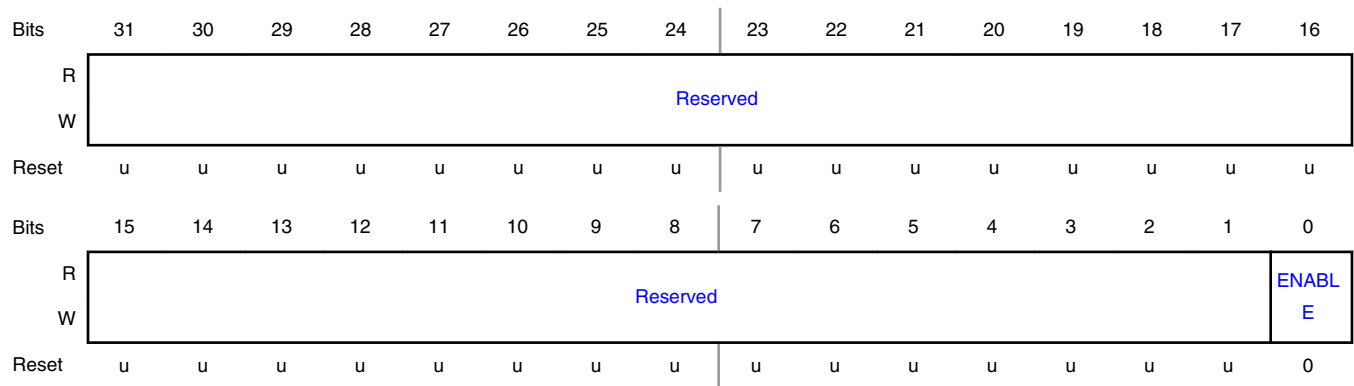 Bits 31 30 29 28 27 26 25 24 23 22 21 20 19 18 17 16
R
Reserved
W
Reset u u u u u u u u u u u u u u u u
Bits 15 14 13 12 11 10 9 8 7 6 5 4 3 2 1 0
R
Reserved
ENABL
E
W
Reset u u u u u u u u u u u u u u u 0